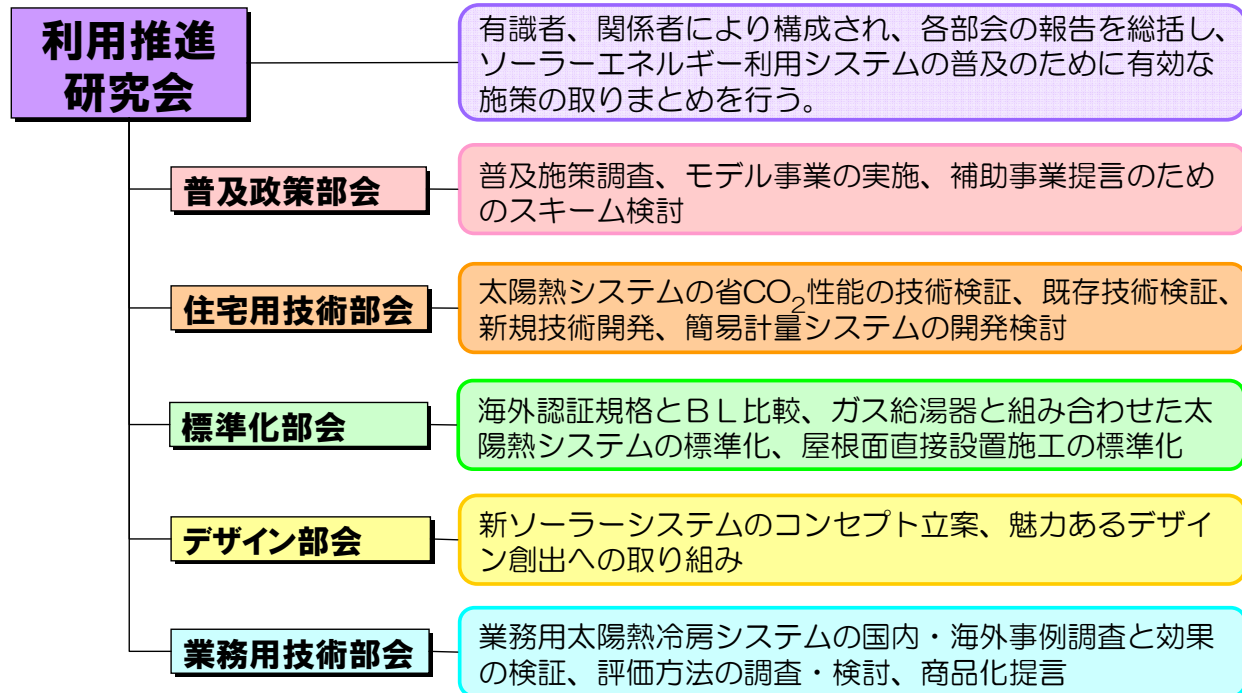 利用推進
研究会
有識者、関係者により構成され、各部会の報告を総括し、
ソーラーエネルギー利用システムの普及のために有効な
施策の取りまとめを行う。
普及政策部会
普及施策調査、モデル事業の実施、補助事業提言のため
のスキーム検討
住宅用技術部会
太陽熱システムの省CO₂性能の技術検証、既存技術検証、
新規技術開発、簡易計量システムの開発検討
標準化部会
海外認証規格とＢＬ比較、ガス給湯器と組み合わせた太
陽熱システムの標準化、屋根面直接設置施工の標準化
デザイン部会
新ソーラーシステムのコンセプト立案、魅力あるデザイ
ン創出への取り組み
業務用技術部会
業務用太陽熱冷房システムの国内・海外事例調査と効果
の検証、評価方法の調査・検討、商品化提言